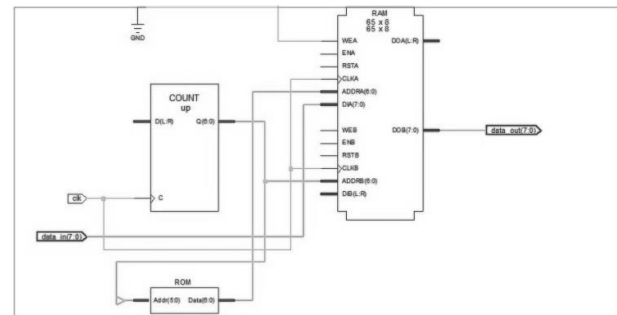 GND
RAM
65 x 8
65 x 8
WEA
DOA(L:R)
ENA
RSTA
CLKA
ADDRA(6:0)
DIA(7:0)
WEB
DOB(7:0)
ENB
RSTB
CLKB
ADDRB(6:0)
DIB(L:R)
data_out(7:0)
COUNT
up
D(L:R) Q(6:0)
C
clk
data_in(7:0)
ROM
Addr(5:0) Data(6:0)